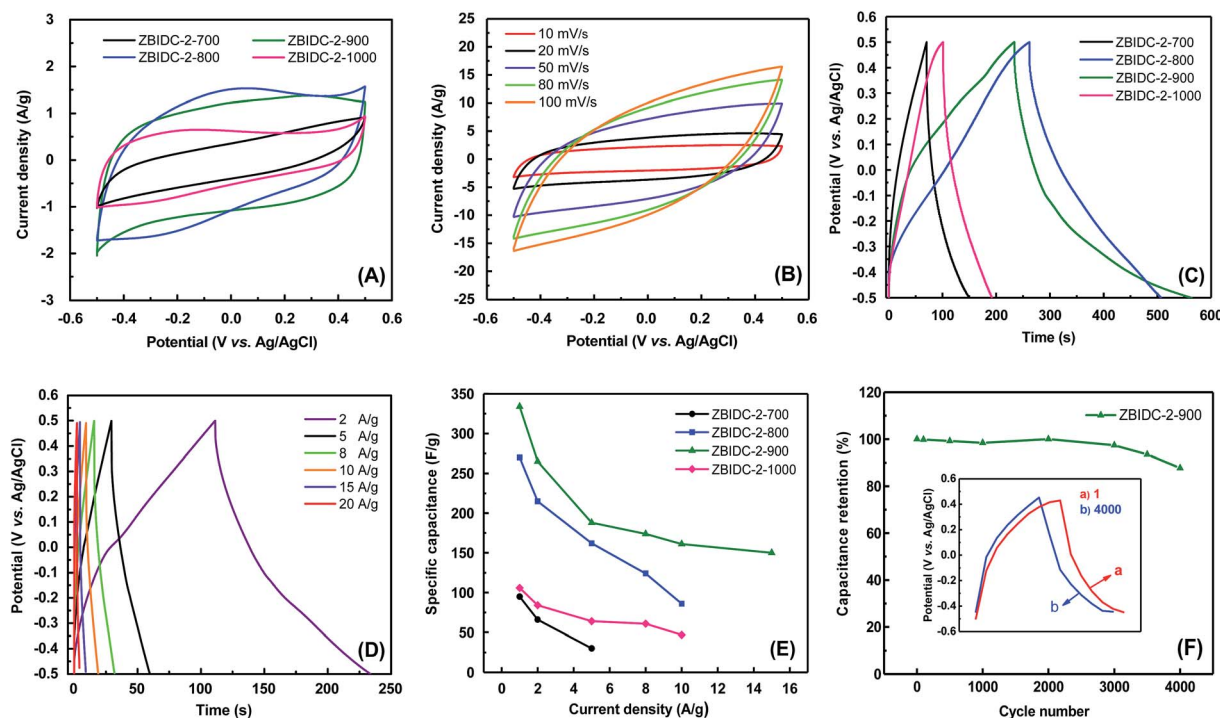 3
2
1
0
-1
-2
-3
-0.6 -0.4 -0.2 0.0 0.2 0.4 0.6
Current density (A/g)
Potential (V vs. Ag/AgCl)
ZBIDC-2-700 ZBIDC-2-900
ZBIDC-2-800 ZBIDC-2-1000
(A)
25
20
15
10
5
0
-5
-10
-15
-20
-25
-0.6 -0.4 -0.2 0.0 0.2 0.4 0.6
Current density (A/g)
Potential (V vs. Ag/AgCl)
10 mV/s
20 mV/s
50 mV/s
80 mV/s
100 mV/s
(B)
0.6
0.5
0.4
0.3
0.2
0.1
0.0
-0.1
-0.2
-0.3
-0.4
-0.5
0 100 200 300 400 500 600
Potential (V vs. Ag/AgCl)
Time (s)
ZBIDC-2-700
ZBIDC-2-800
ZBIDC-2-900
ZBIDC-2-1000
(C)
0.6
0.5
0.4
0.3
0.2
0.1
0.0
-0.1
-0.2
-0.3
-0.4
-0.5
0 50 100 150 200 250
Potential (V vs. Ag/AgCl)
Time (s)
2 A/g
5 A/g
8 A/g
10 A/g
15 A/g
20 A/g
(D)
350
300
250
200
150
100
50
0
0 2 4 6 8 10 12 14 16
Specific capacitance (F/g)
Current density (A/g)
ZBIDC-2-700
ZBIDC-2-800
ZBIDC-2-900
ZBIDC-2-1000
(E)
120
100
80
60
40
20
0
0 1000 2000 3000 4000
Capacitance retention (%)
Cycle number
ZBIDC-2-900
0.6
0.4
0.2
0.0
-0.2
-0.4
-0.6
Potential (V vs. Ag/AgCl)
a) 1
b) 4000
a
b
(F)